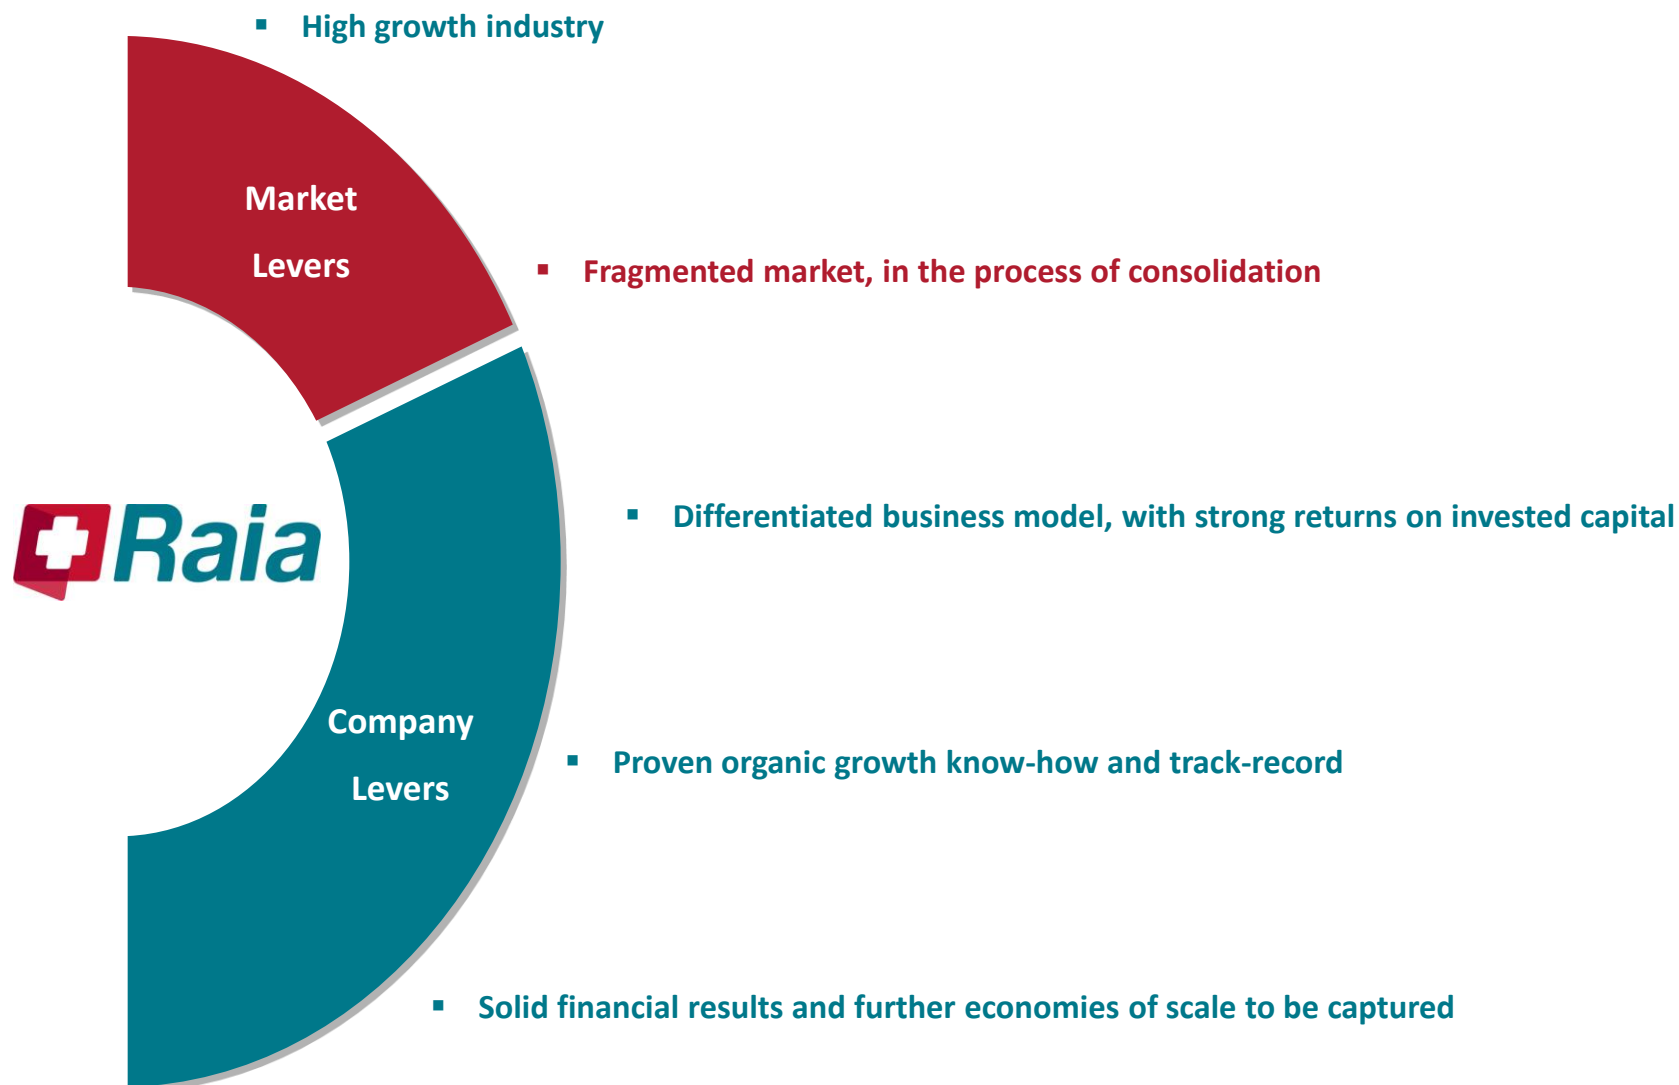 ▪ High growth industry
Market
Levers
▪ Fragmented market, in the process of consolidation
Raia
▪ Differentiated business model, with strong returns on invested capital
Company
Levers
▪ Proven organic growth know-how and track-record
▪ Solid financial results and further economies of scale to be captured